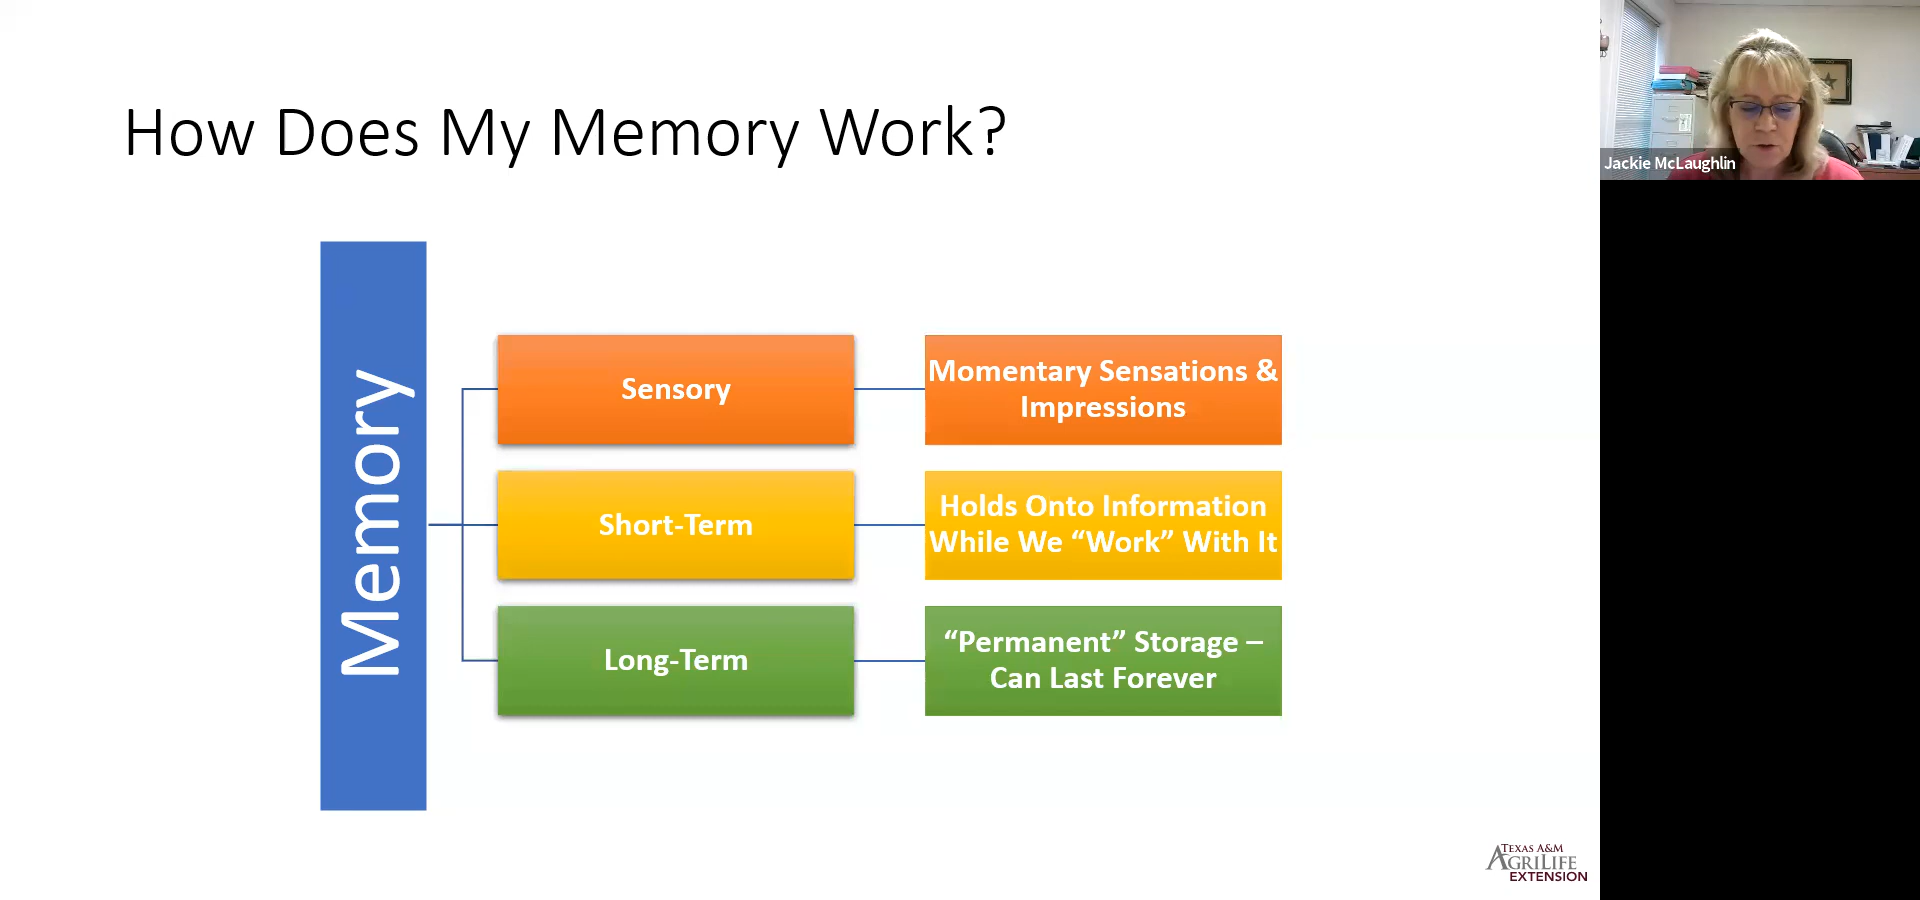 How Does My Memory Work?
Memory
Sensory
Momentary Sensations &
Impressions
Short-Term
Holds Onto Information
While We “Work” With It
Long-Term
“Permanent” Storage –
Can Last Forever
TEXAS A&M
AGRILIFE
EXTENSION
Jackie McLaughlin